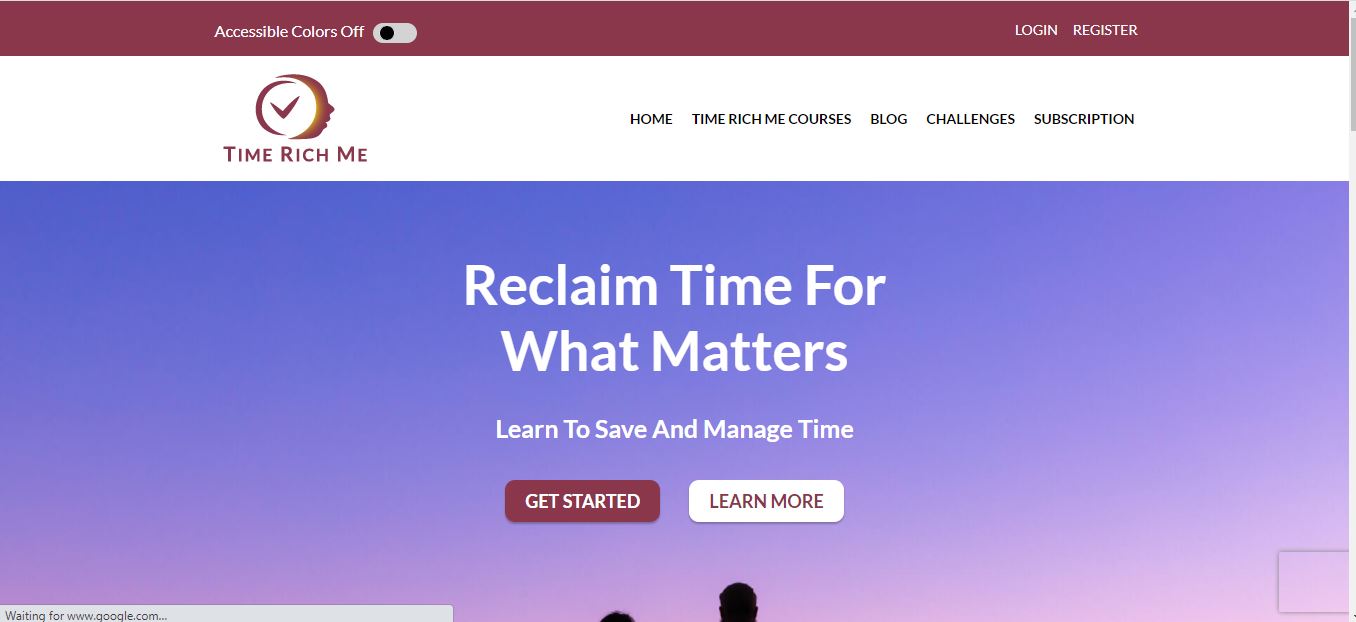 Accessible Colors Off
LOGIN REGISTER
TIME RICH ME
HOME TIME RICH ME COURSES BLOG CHALLENGES SUBSCRIPTION
Reclaim Time For
What Matters
Learn To Save And Manage Time
GET STARTED LEARN MORE
Waiting for www.google.com...